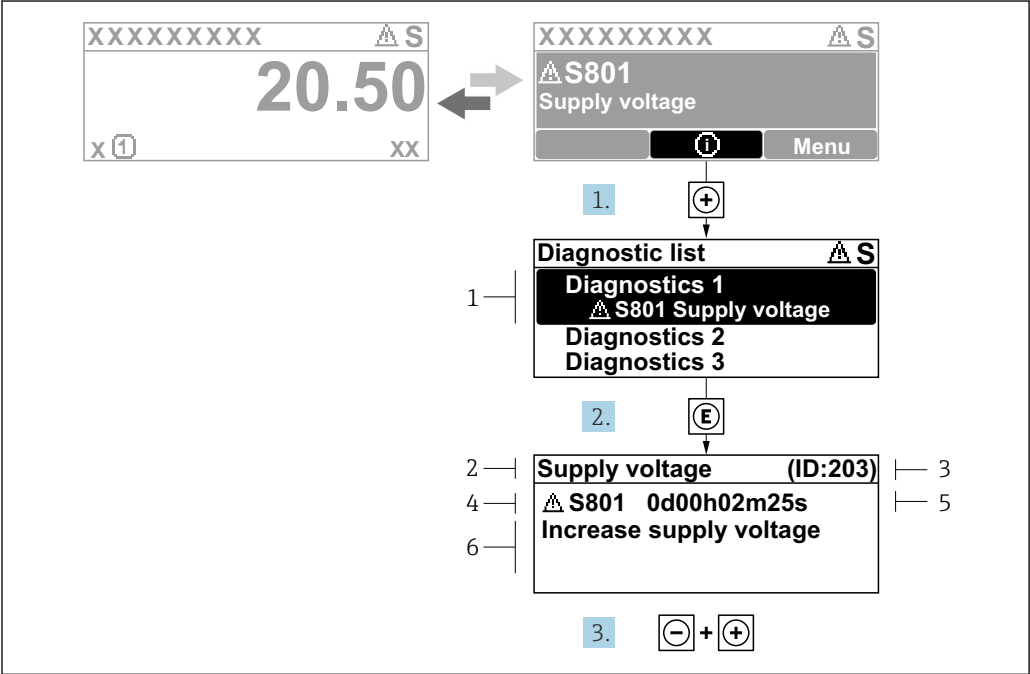 XXXXXXXXX ⚠ S
20.50
x 1 xx
XXXXXXXXX ⚠ S
⚠ S801
Supply voltage
i Menu
1. +
Diagnostic list ⚠ S
1 Diagnostics 1
⚠ S801 Supply voltage
Diagnostics 2
Diagnostics 3
2. E
2 Supply voltage (ID:203) 3
4 ⚠ S801 0d00h02m25s 5
6 Increase supply voltage
3. - + +